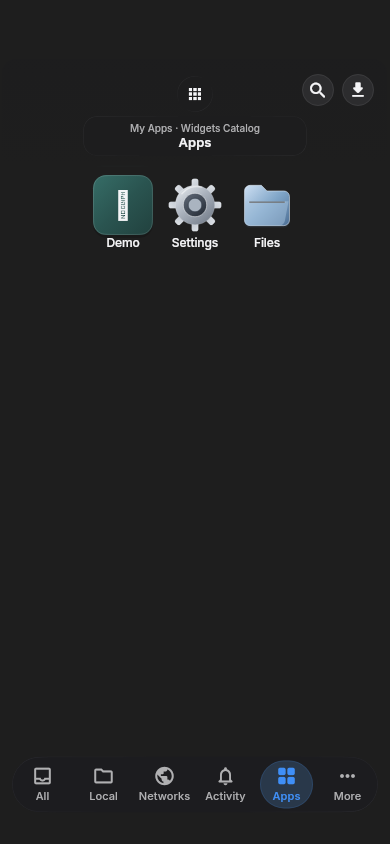 My Apps · Widgets Catalog
Apps
Demo
Settings
Files
All
Local
Networks
Activity
Apps
More